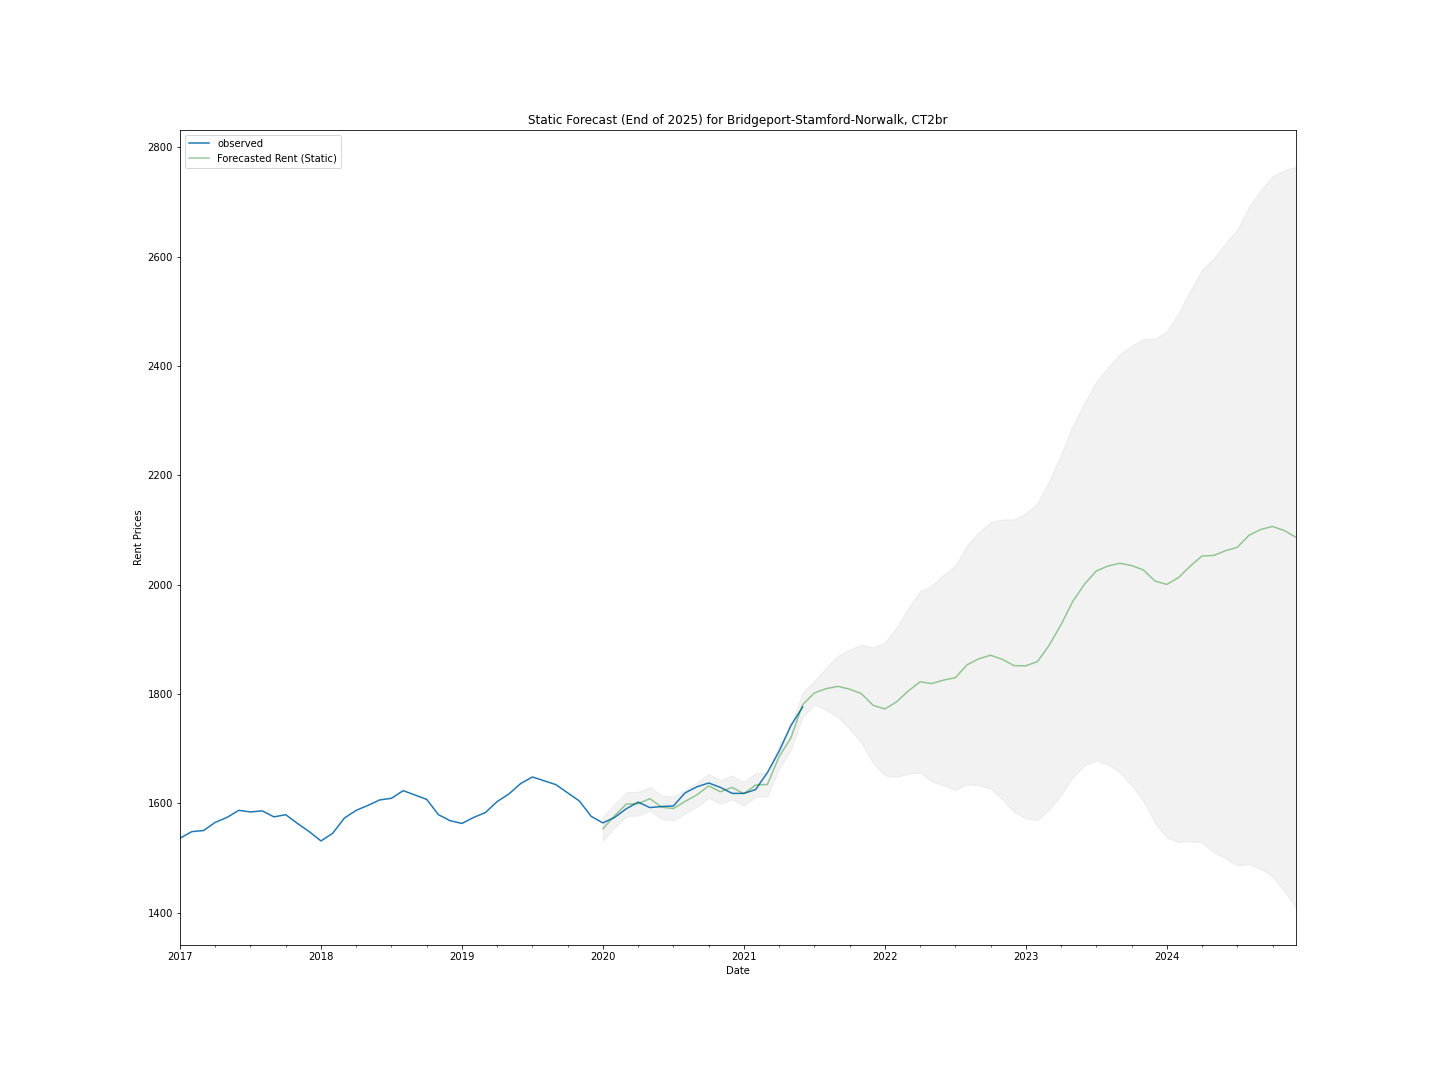 Static Forecast (End of 2025) for Bridgeport-Stamford-Norwalk, CT2br
observed
Forecasted Rent (Static)
2800
2600
2400
2200
2000
1800
1600
1400
Rent Prices
2017 2018 2019 2020 2021 2022 2023 2024
Date